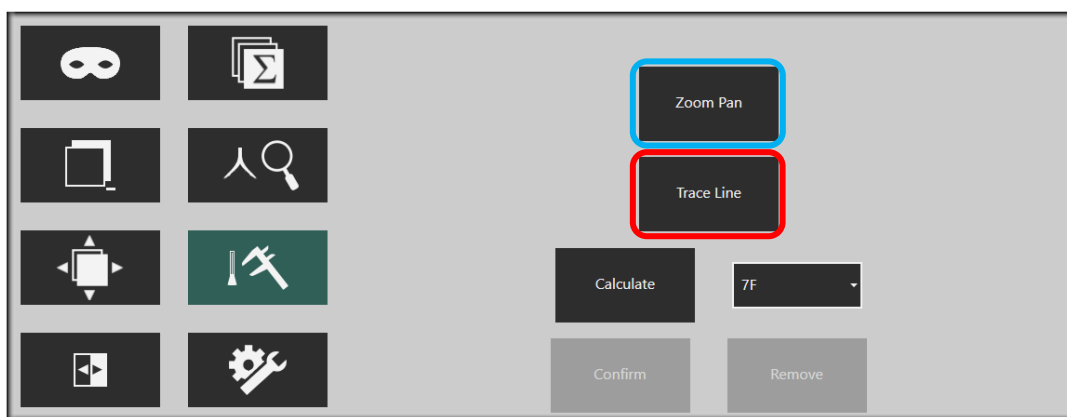 Σ
Zoom Pan
Trace Line
Calculate
7F
Confirm
Remove